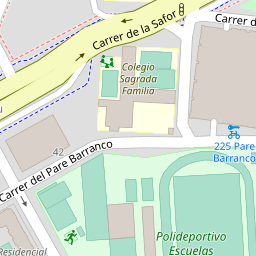 Carrer de la Safor
Carrer de
Colegio
Sagrada
Familia
225 Pare
Barranco
Carrer del Pare Barranco
42
Polideportivo
Escuelas
Residencial